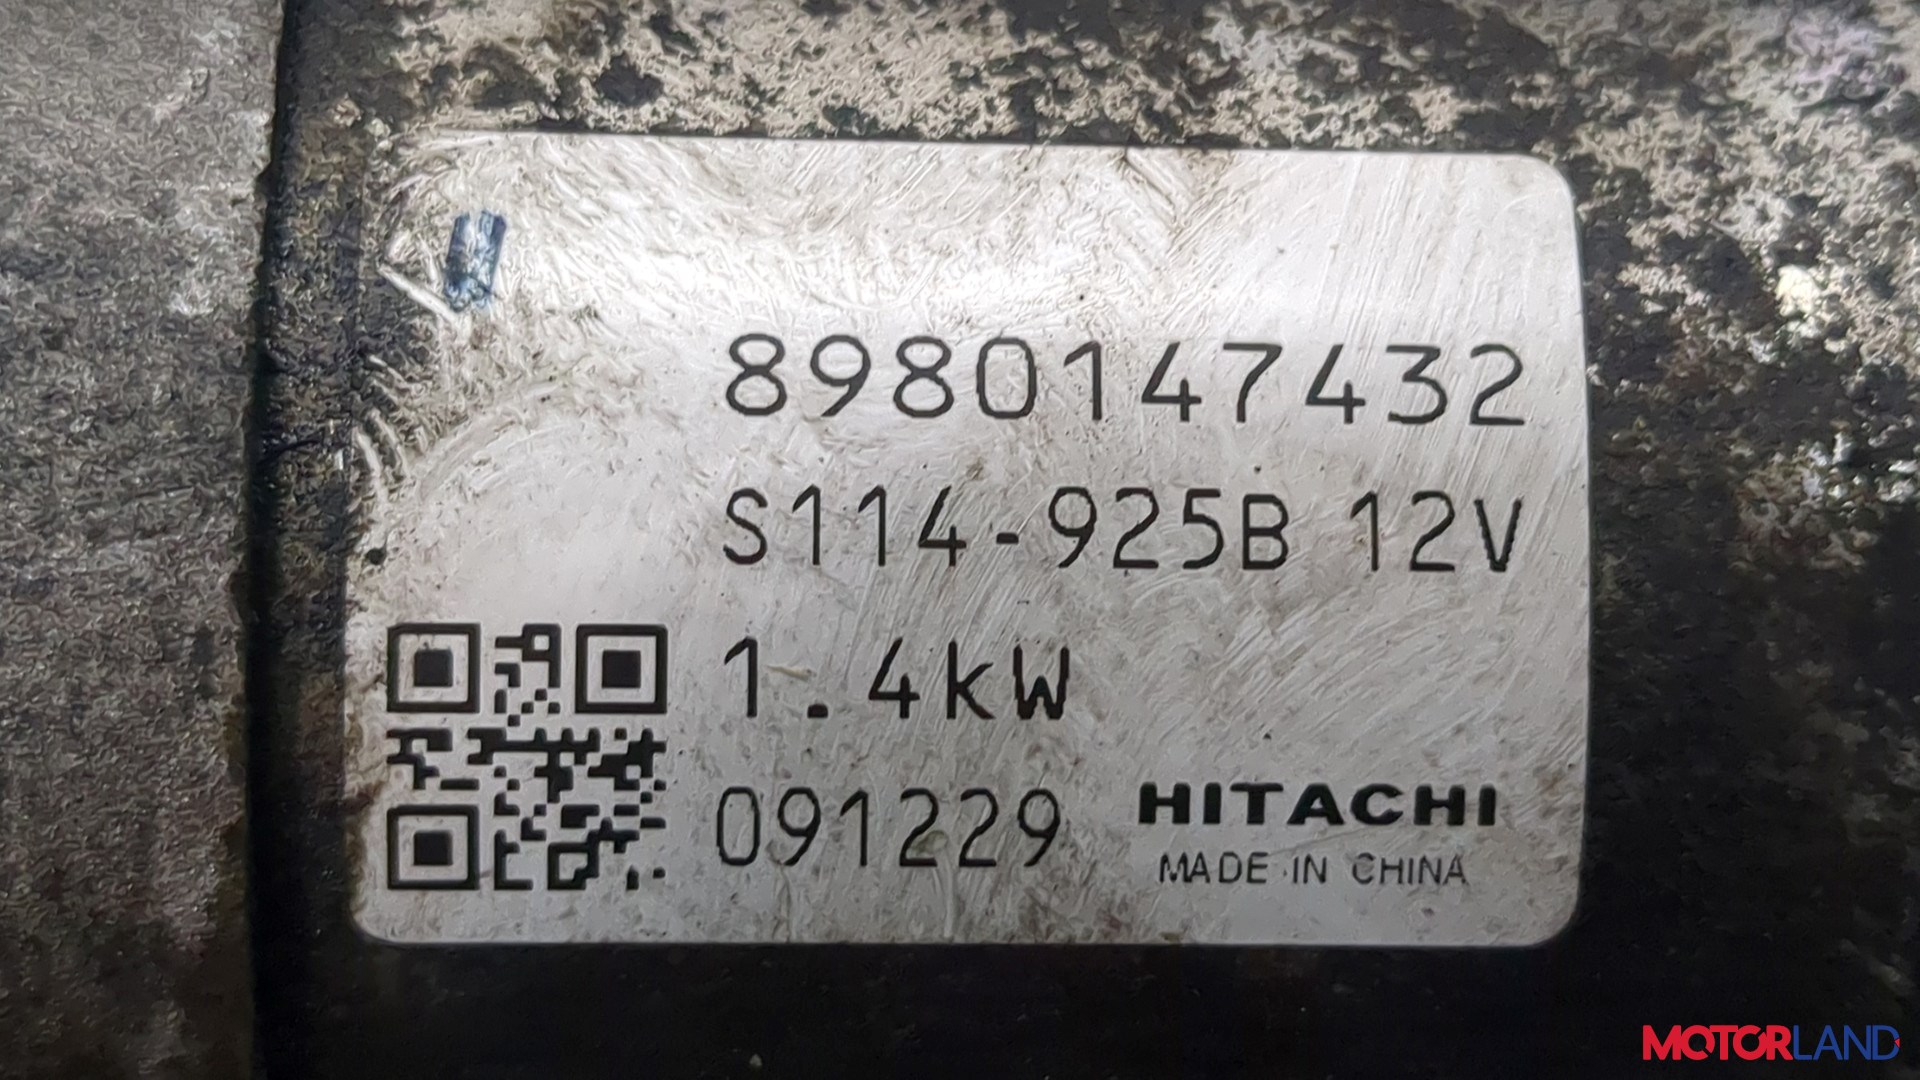 8980147432
S114-925B 12V
1.4kW
091229 HITACHI
MADE IN CHINA
MOTORLAND